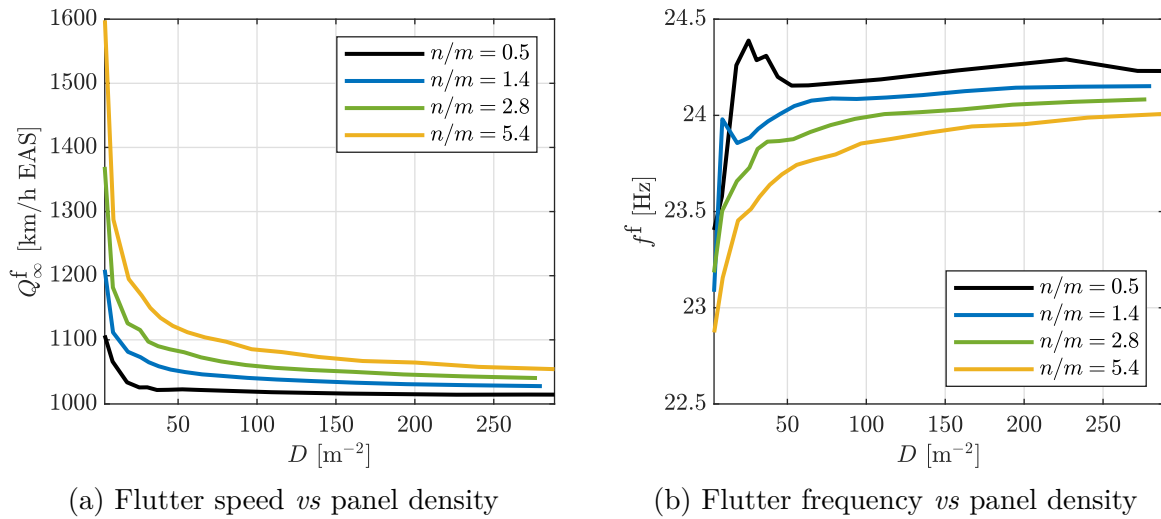 1600
1500
1400
1300
1200
1100
1000
Q∞^f [km/h EAS]
n/m = 0.5
n/m = 1.4
n/m = 2.8
n/m = 5.4
50 100 150 200 250
D [m⁻²]
(a) Flutter speed vs panel density
24.5
24
23.5
23
22.5
f^f [Hz]
n/m = 0.5
n/m = 1.4
n/m = 2.8
n/m = 5.4
50 100 150 200 250
D [m⁻²]
(b) Flutter frequency vs panel density